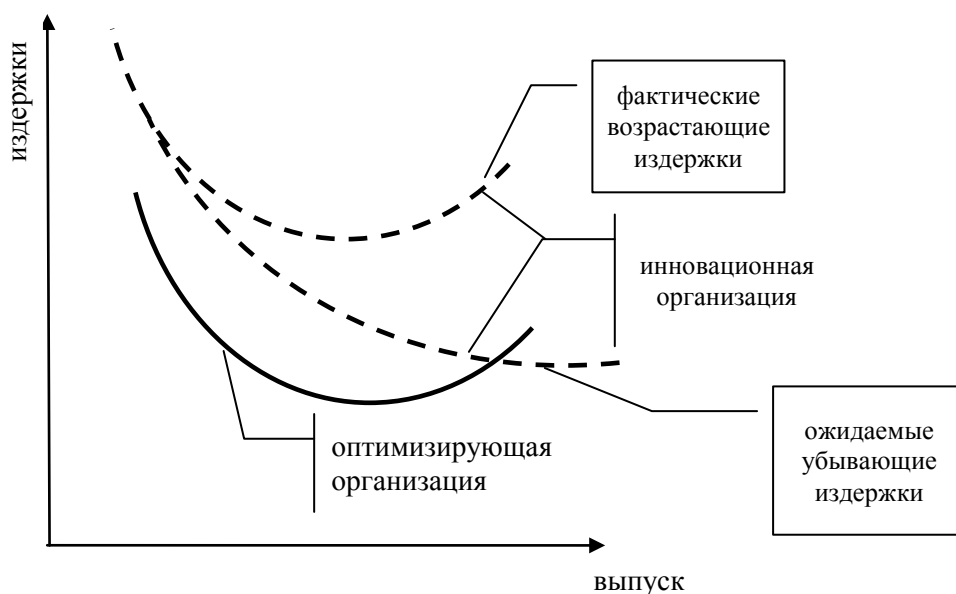 издержки
фактические
возрастающие
издержки
инновационная
организация
оптимизирующая
организация
ожидаемые
убывающие
издержки
выпуск